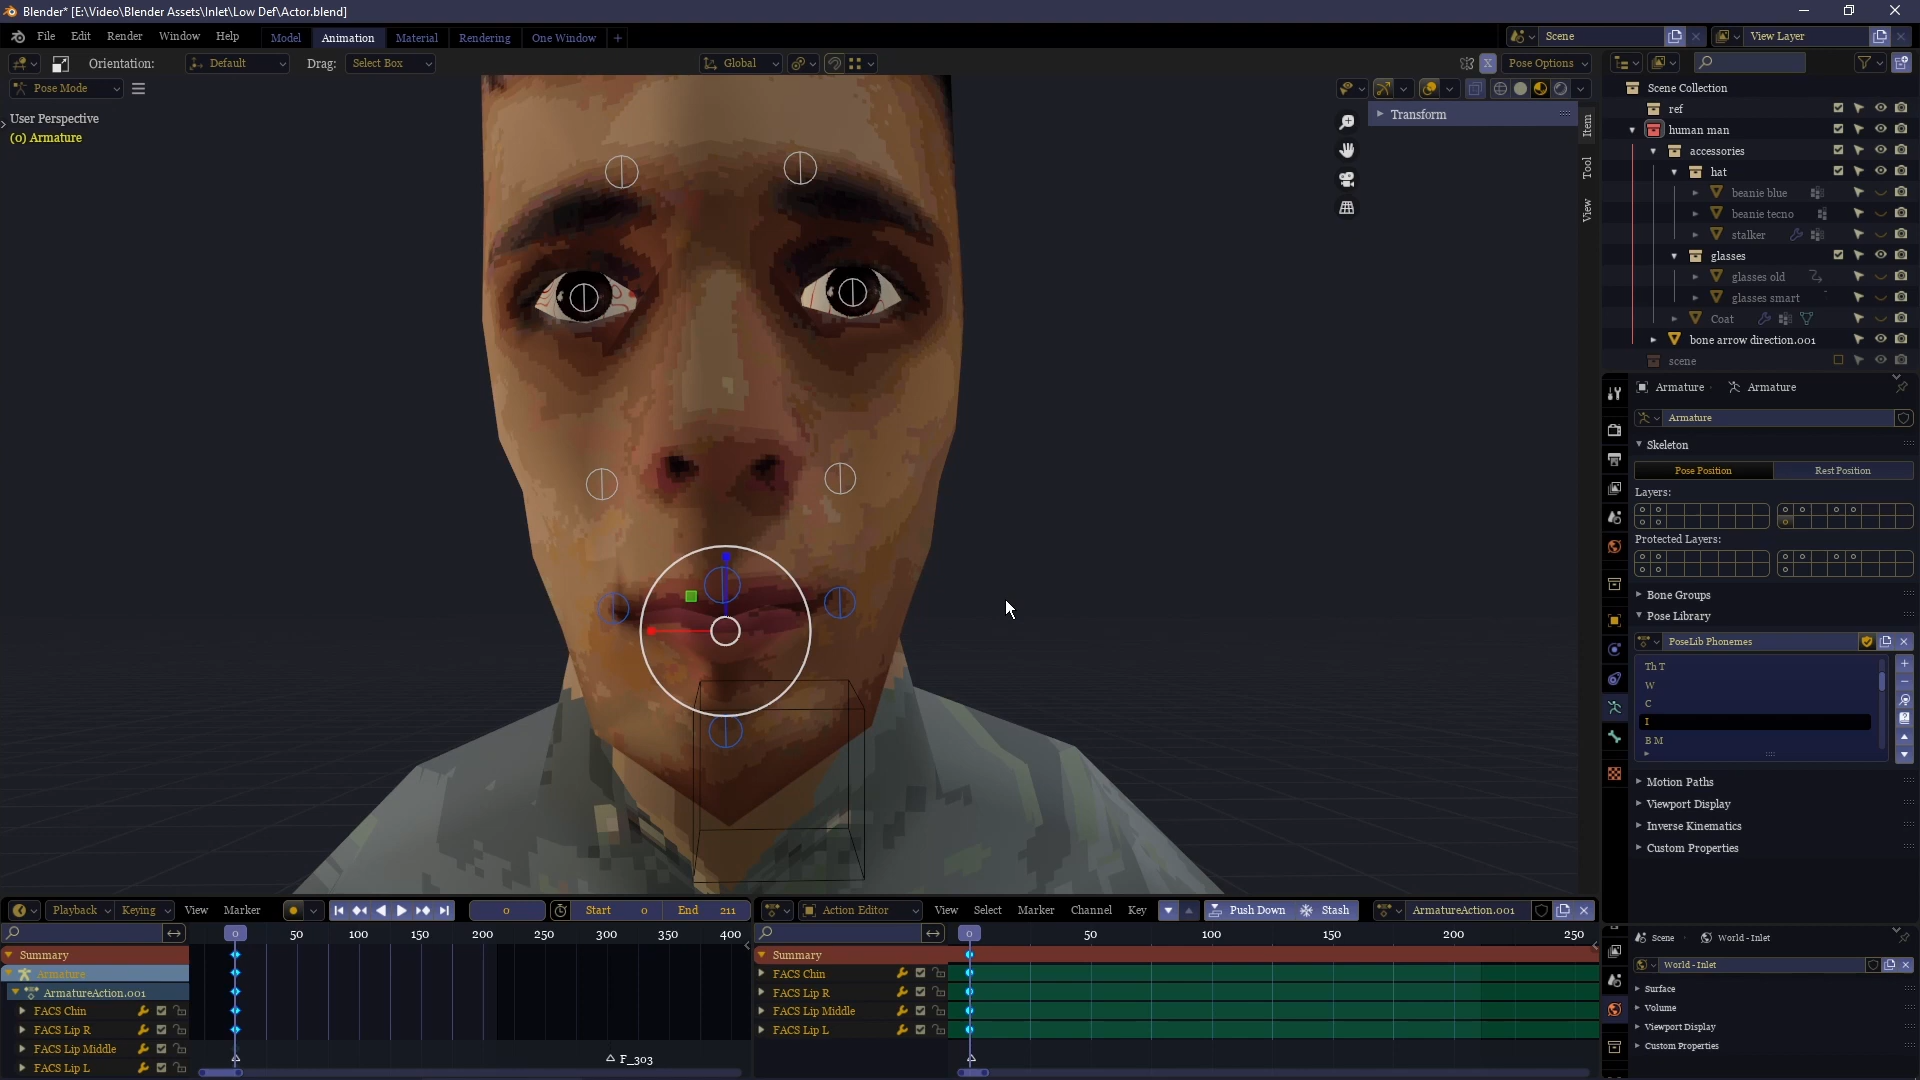 Blender* [E:\Video\Blender Assets\Inlet\Low Def\Actor.blend]
File Edit Render Window Help Model Animation Material Rendering One Window + Scene View Layer
Orientation: Default Drag: Select Box Global X Pose Options
Pose Mode
User Perspective
(0) Armature
Transform
Item
Tool
View
Scene Collection
ref
human man
accessories
hat
beanie blue
beanie tecno
stalker
glasses
glasses old
glasses smart
Coat
bone arrow direction.001
scene
Armature Armature
Armature
Skeleton
Pose Position Rest Position
Layers:
Protected Layers:
Bone Groups
Pose Library
PoseLib Phonemes
Th T
W
C
I
B M
Motion Paths
Viewport Display
Inverse Kinematics
Custom Properties
Playback Keying View Marker 0 Start 0 End 211
0 50 100 150 200 250 300 350 400
Summary
Armature
ArmatureAction.001
FACS Chin
FACS Lip R
FACS Lip Middle
FACS Lip L
F_303
Action Editor View Select Marker Channel Key Push Down Stash ArmatureAction.001
0 50 100 150 200 250
Summary
FACS Chin
FACS Lip R
FACS Lip Middle
FACS Lip L
Scene World - Inlet
World - Inlet
Surface
Volume
Viewport Display
Custom Properties